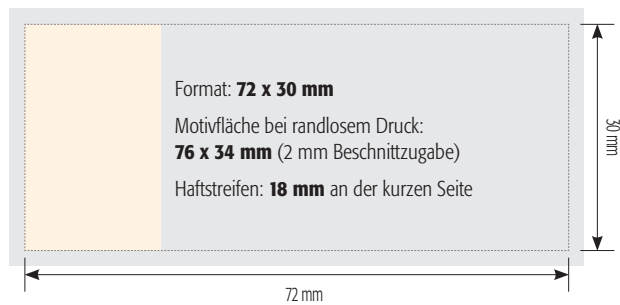 Format: 72 x 30 mm
Motivfläche bei randlosem Druck:
76 x 34 mm (2 mm Beschnittzugabe)
Haftstreifen: 18 mm an der kurzen Seite
30 mm
72 mm